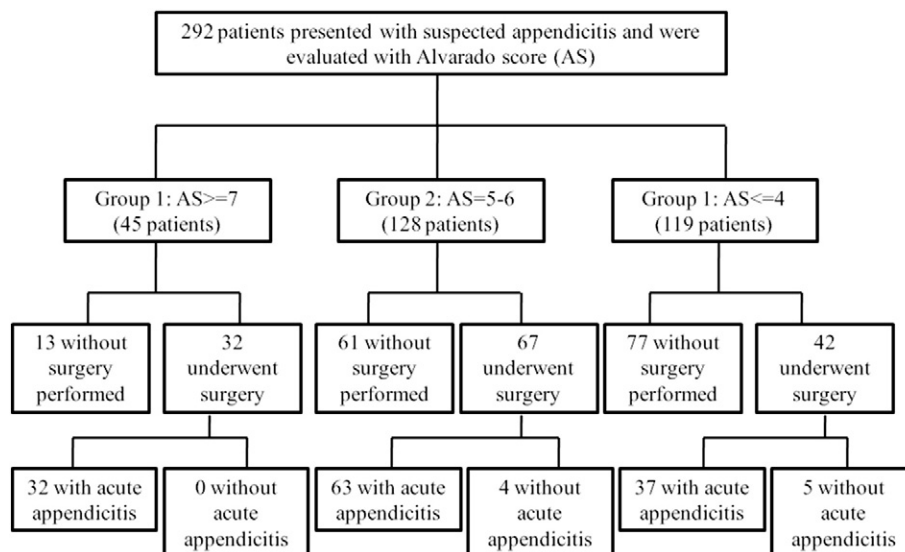 292 patients presented with suspected appendicitis and were
evaluated with Alvarado score (AS)
Group 1: AS>=7
(45 patients)
Group 2: AS=5-6
(128 patients)
Group 1: AS<=4
(119 patients)
13 without
surgery
performed
32
underwent
surgery
61 without
surgery
performed
67
underwent
surgery
77 without
surgery
performed
42
underwent
surgery
32 with acute
appendicitis
0 without
acute
appendicitis
63 with acute
appendicitis
4 without
acute
appendicitis
37 with acute
appendicitis
5 without
acute
appendicitis